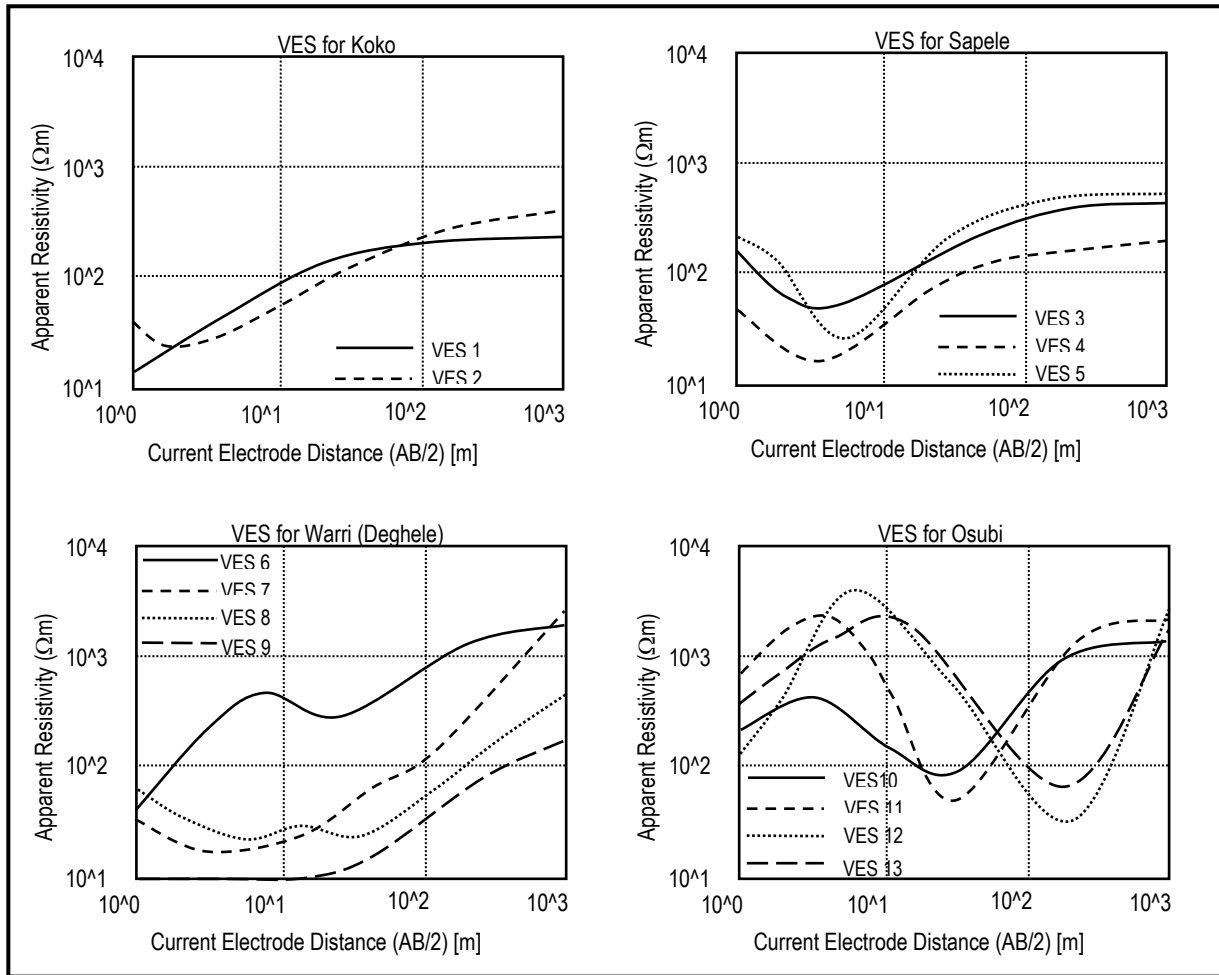 VES for Koko
10^4
10^3
10^2
10^1
Apparent Resistivity (Ωm)
VES 1
VES 2
10^0
10^1
10^2
10^3
Current Electrode Distance (AB/2) [m]
VES for Sapele
10^4
10^3
10^2
10^1
Apparent Resistivity (Ωm)
VES 3
VES 4
VES 5
10^0
10^1
10^2
10^3
Current Electrode Distance (AB/2) [m]
VES for Warri (Deghele)
10^4
10^3
10^2
10^1
Apparent Resistivity (Ωm)
VES 6
VES 7
VES 8
VES 9
10^0
10^1
10^2
10^3
Current Electrode Distance (AB/2) [m]
VES for Osubi
10^4
10^3
10^2
10^1
Apparent Resistivity (Ωm)
VES10
VES 11
VES 12
VES 13
10^0
10^1
10^2
10^3
Current Electrode Distance (AB/2) [m]